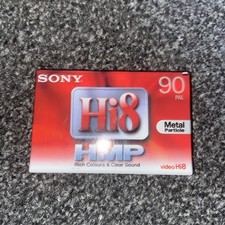 SONY
90
PAL
Hi8
Metal
Particle
HMP
Rich Colours & Clear Sound
video Hi8